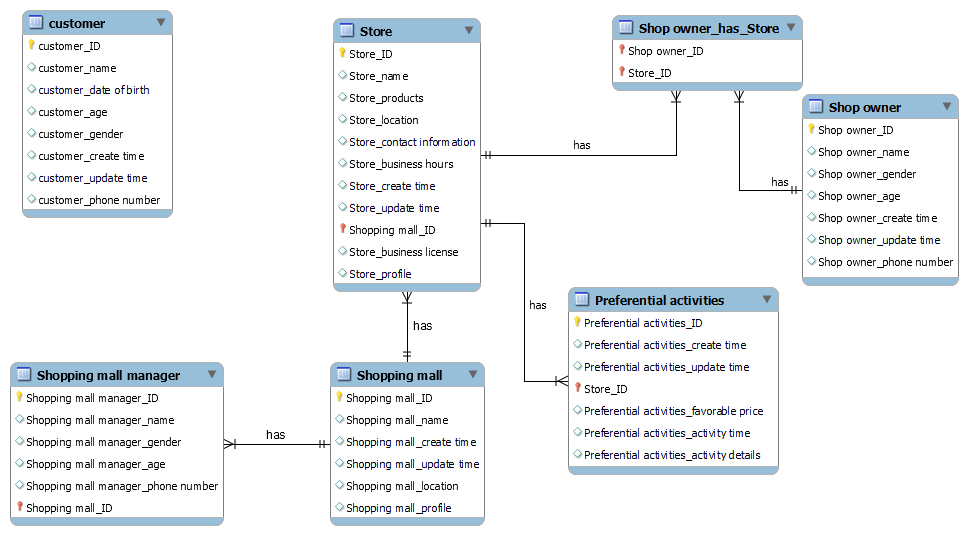 customer
customer_ID
customer_name
customer_date of birth
customer_age
customer_gender
customer_create time
customer_update time
customer_phone number
Store
Store_ID
Store_name
Store_products
Store_location
Store_contact information
Store_business hours
Store_create time
Store_update time
Shopping mall_ID
Store_business license
Store_profile
Shop owner_has_Store
Shop owner_ID
Store_ID
has
Shop owner
Shop owner_ID
Shop owner_name
Shop owner_gender
Shop owner_age
Shop owner_create time
Shop owner_update time
Shop owner_phone number
has
has
Preferential activities
Preferential activities_ID
Preferential activities_create time
Preferential activities_update time
Store_ID
Preferential activities_favorable price
Preferential activities_activity time
Preferential activities_activity details
has
Shopping mall manager
Shopping mall manager_ID
Shopping mall manager_name
Shopping mall manager_gender
Shopping mall manager_age
Shopping mall manager_phone number
Shopping mall_ID
has
Shopping mall
Shopping mall_ID
Shopping mall_name
Shopping mall_create time
Shopping mall_update time
Shopping mall_location
Shopping mall_profile